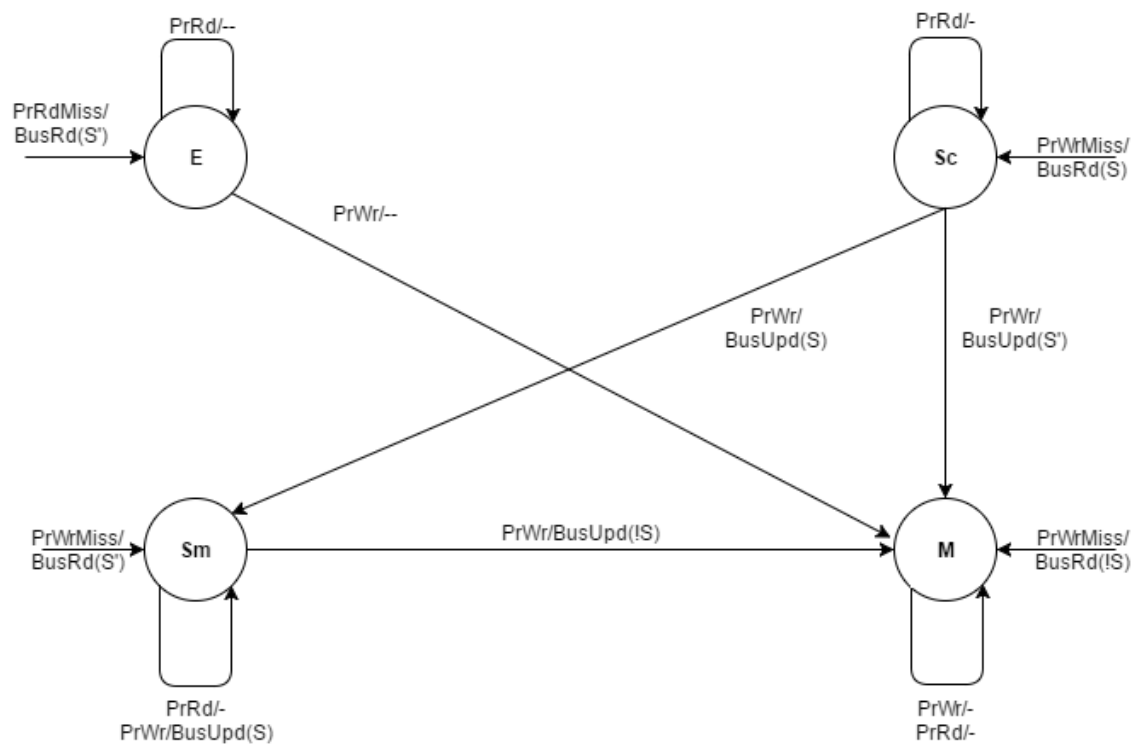 PrRd/--
PrRd/-
PrRdMiss/
BusRd(S')
E
Sc
PrWrMiss/
BusRd(S)
PrWr/--
PrWr/
BusUpd(S)
PrWr/
BusUpd(S')
PrWrMiss/
BusRd(S')
Sm
PrWr/BusUpd(!S)
M
PrWrMiss/
BusRd(!S)
PrRd/-
PrWr/BusUpd(S)
PrWr/-
PrRd/-